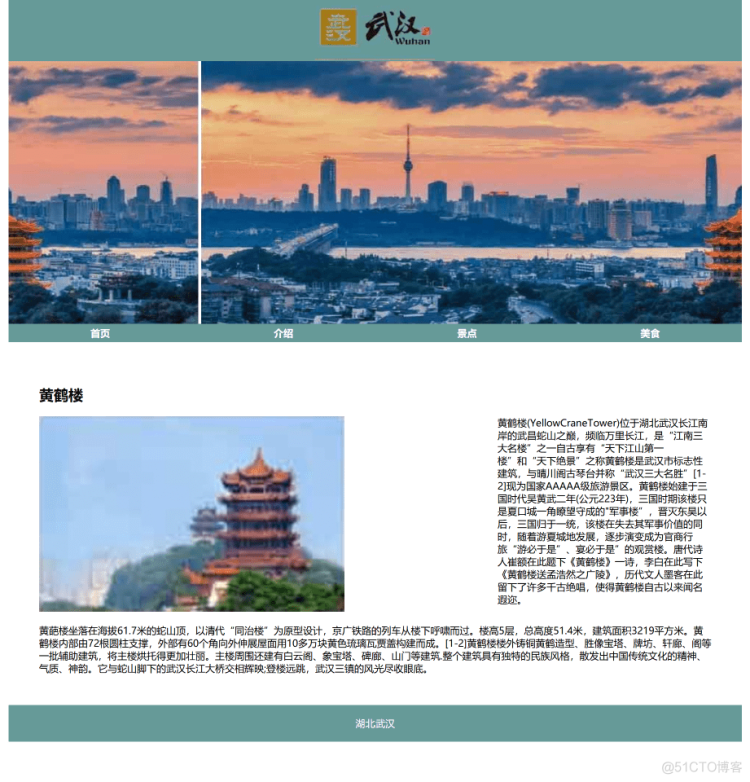 武汉
武汉
Wuhan
首页 介绍 景点 美食
黄鹤楼
黄鹤楼(YellowCraneTower)位于湖北武汉长江南
岸的武昌蛇山之巅，频临万里长江，是“江南三
大名楼”之一自古享有“天下江山第一
楼”和“天下绝景”之称黄鹤楼是武汉市标志性
建筑，与晴川阁古琴台并称“武汉三大名胜”[1-
2]现为国家AAAAA级旅游景区。黄鹤楼始建于三
国时代吴黄武二年(公元223年)，三国时期该楼只
是夏口城一角瞭望守戍的"军事楼”，晋灭东吴以
后，三国归于一统，该楼在失去其军事价值的同
时，随着游夏城地发展，逐步演变成为官商行
旅“游必于是”、宴必于是”的观赏楼。唐代诗
人崔颢在此题下《黄鹤楼》一诗，李白在此写下
《黄鹤楼送孟浩然之广陵》，历代文人墨客在此
留下了许多千古绝唱，使得黄鹤楼自古以来闻名
遐迩。
黄葩楼坐落在海拔61.7米的蛇山顶，以清代“同治楼”为原型设计，京广铁路的列车从楼下呼啸而过。楼高5层，总高度51.4米，建筑面积3219平方米。黄
鹤楼内部由72根圆柱支撑，外部有60个角向外伸展屋面用10多万块黄色琉璃瓦贾盖构建而成。[1-2]黄鹤楼楼外铸铜黄鹤造型、胜像宝塔、牌坊、轩廊、阁等
一批辅助建筑，将主楼烘托得更加壮丽。主楼周围还建有白云阁、象宝塔、碑廊、山门等建筑.整个建筑具有独特的民族风格，散发出中国传统文化的精神、
气质、神韵。它与蛇山脚下的武汉长江大桥交相辉映;登楼远跳，武汉三镇的风光尽收眼底。
湖北武汉
@51CTO博客